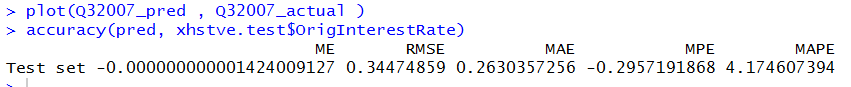 > plot(Q32007_pred , Q32007_actual )
> accuracy(pred, xhstve.test$OrigInterestRate)
ME RMSE MAE MPE MAPE
Test set -0.000000000001424009127 0.34474859 0.2630357256 -0.2957191868 4.174607394
>